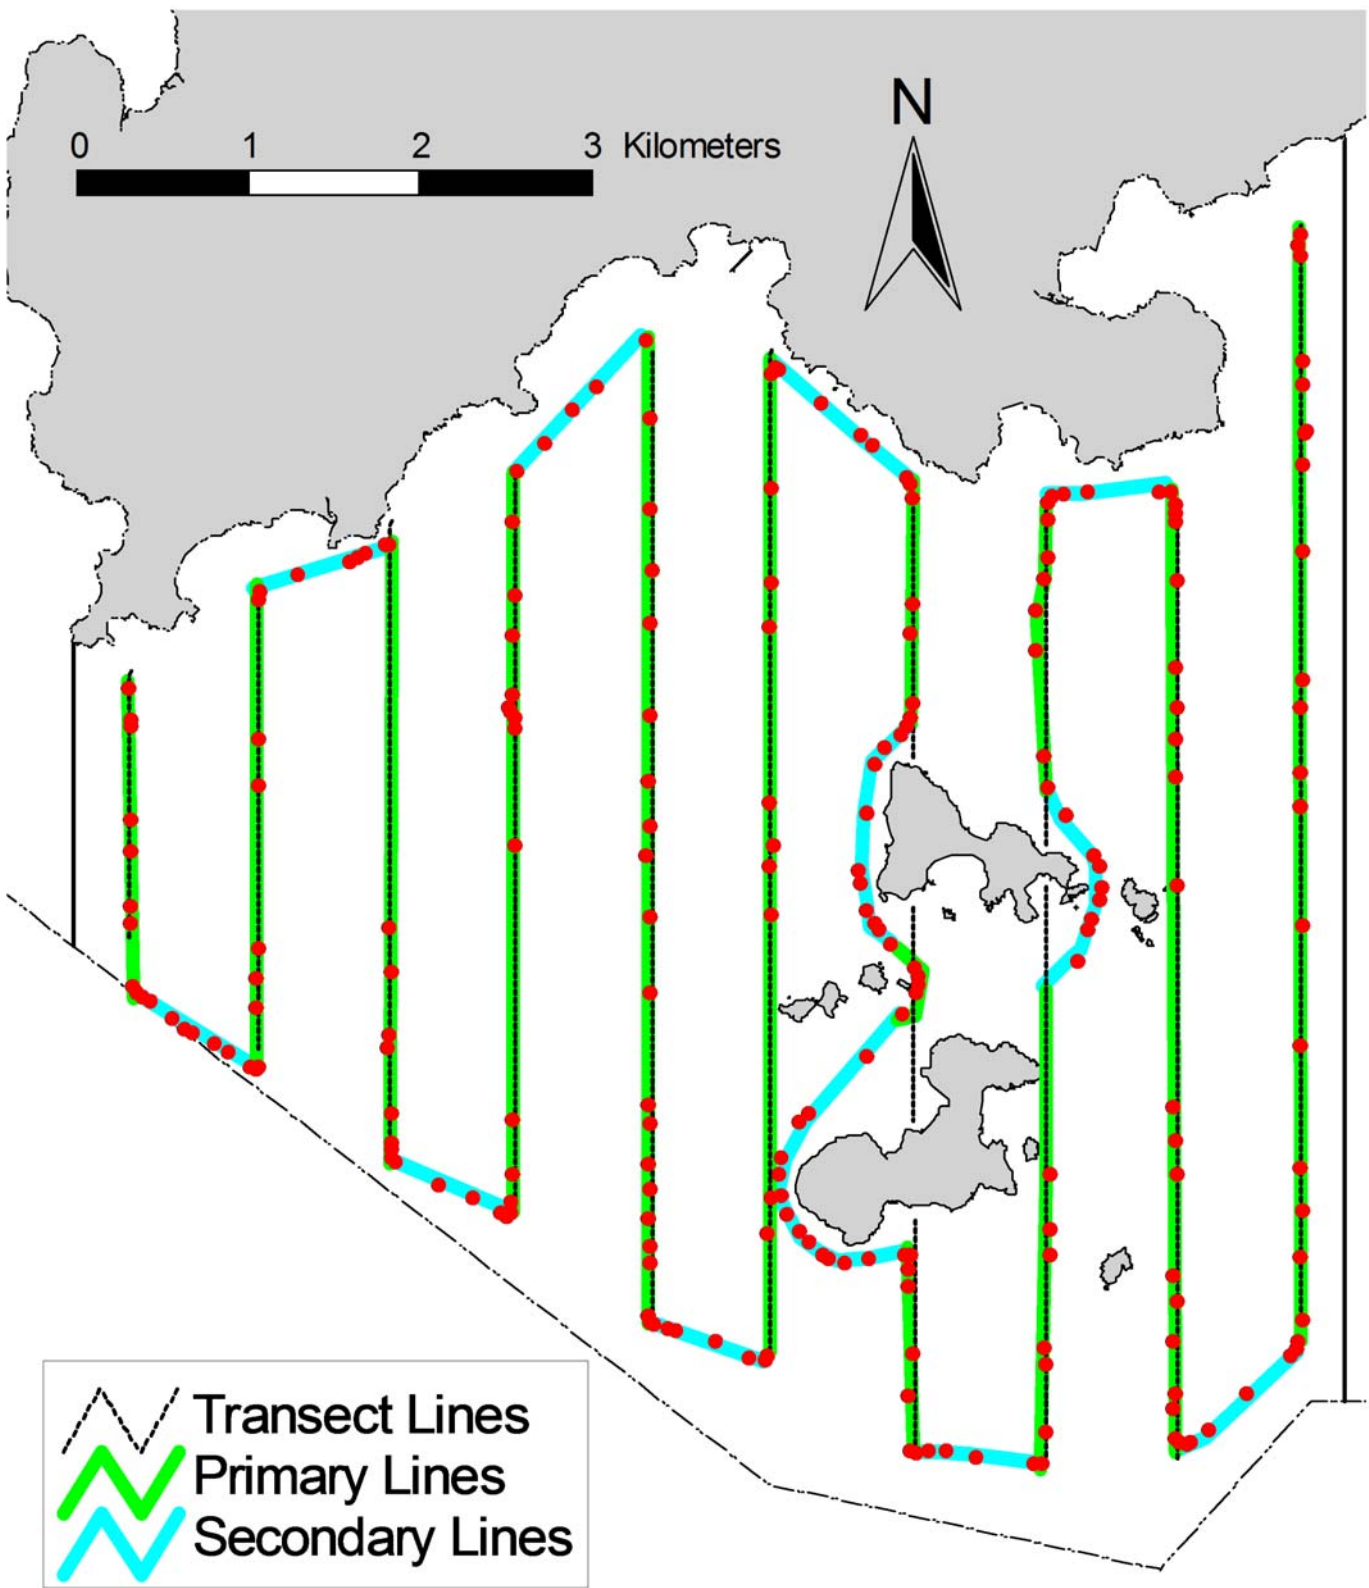 N
0 1 2 3 Kilometers
Transect Lines
Primary Lines
Secondary Lines